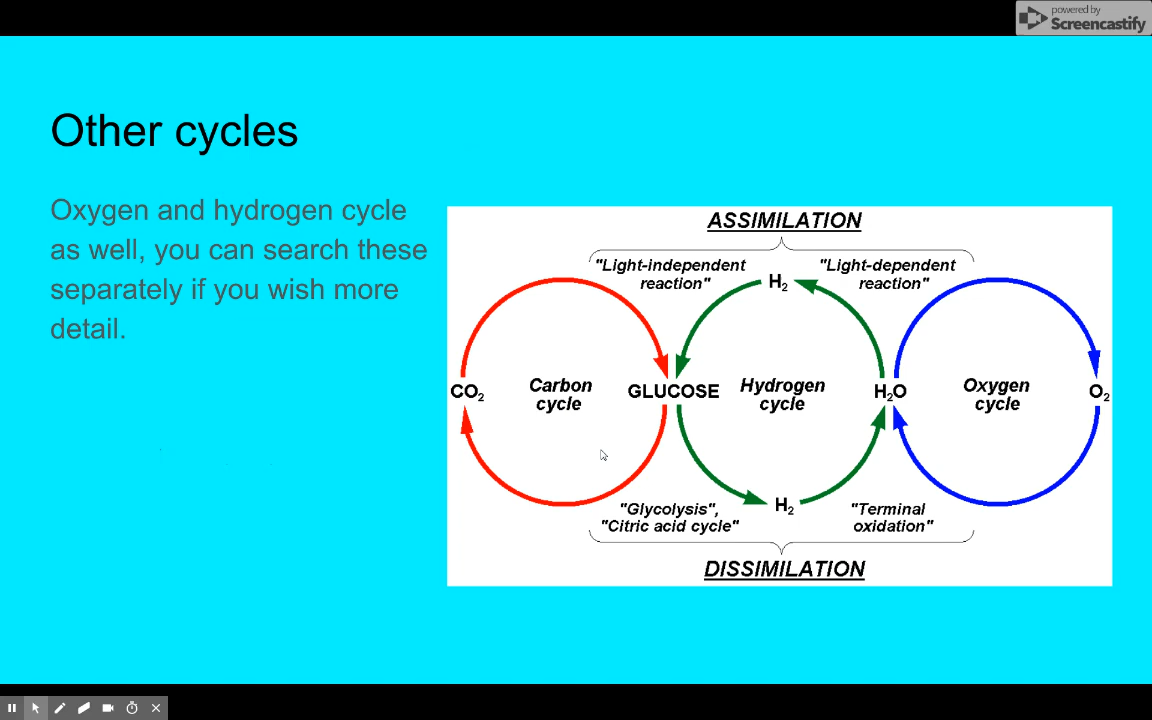 powered by
Screencastify
Other cycles
Oxygen and hydrogen cycle
as well, you can search these
separately if you wish more
detail.
ASSIMILATION
"Light-independent
reaction"
"Light-dependent
reaction"
H₂
CO₂
Carbon
cycle
GLUCOSE
Hydrogen
cycle
H₂O
Oxygen
cycle
O₂
H₂
"Glycolysis",
"Citric acid cycle"
"Terminal
oxidation"
DISSIMILATION